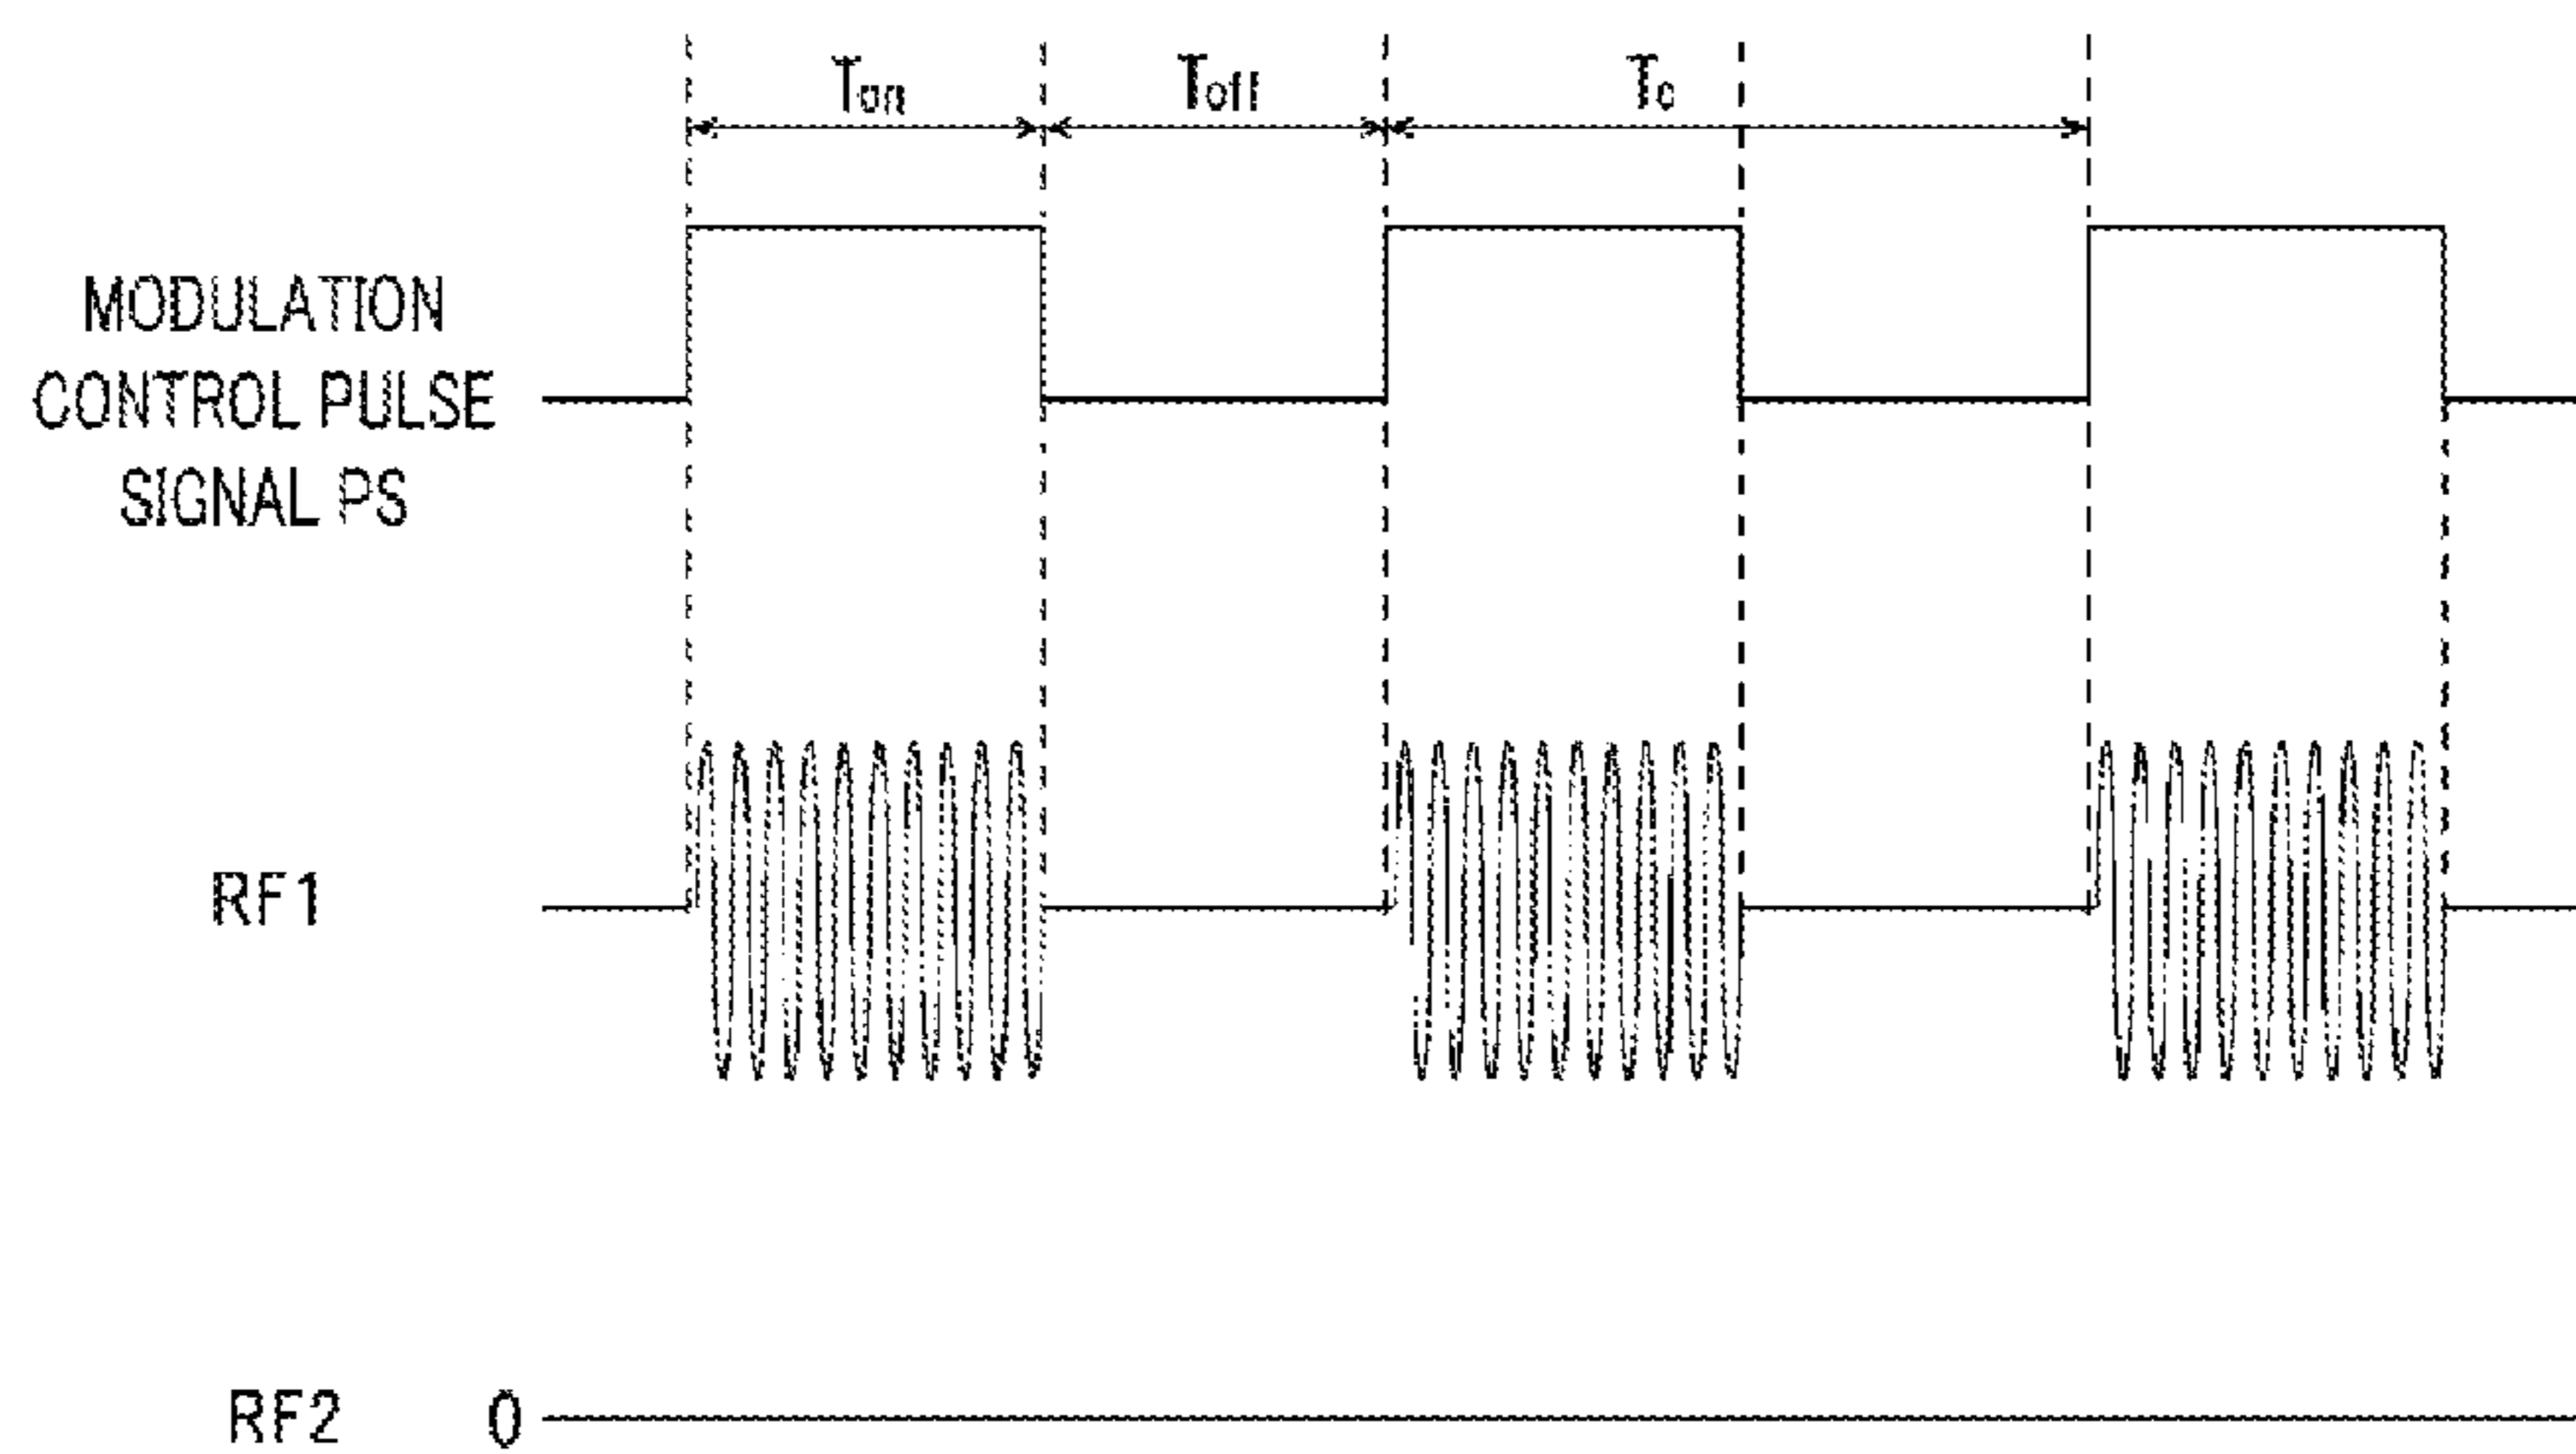 Ton Toff Tc
MODULATION
CONTROL PULSE
SIGNAL PS
RF1
RF2 0